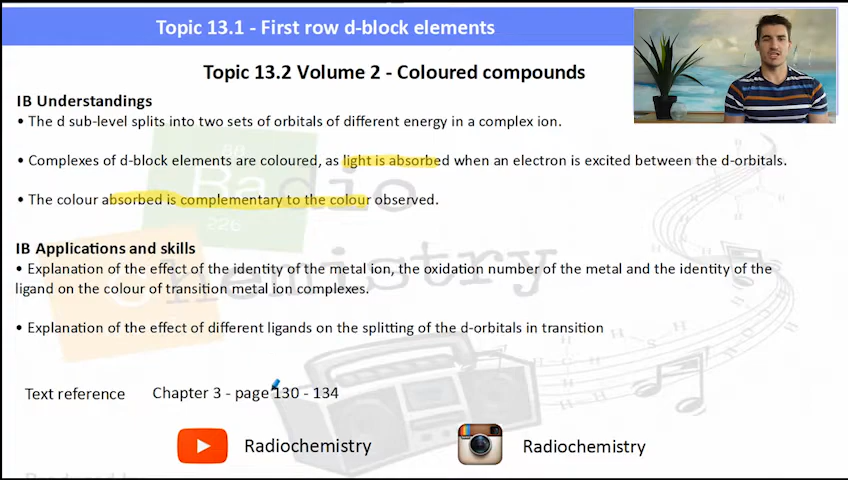 Topic 13.1 - First row d-block elements
Topic 13.2 Volume 2 - Coloured compounds
IB Understandings
• The d sub-level splits into two sets of orbitals of different energy in a complex ion.
• Complexes of d-block elements are coloured, as light is absorbed when an electron is excited between the d-orbitals.
• The colour absorbed is complementary to the colour observed.
88
Ra dio
226
IB Applications and skills
• Explanation of the effect of the identity of the metal ion, the oxidation number of the metal and the identity of the
ligand on the colour of transition metal ion complexes.
• Explanation of the effect of different ligands on the splitting of the d-orbitals in transition
Text reference Chapter 3 - page 130 - 134
Radiochemistry
Radiochemistry